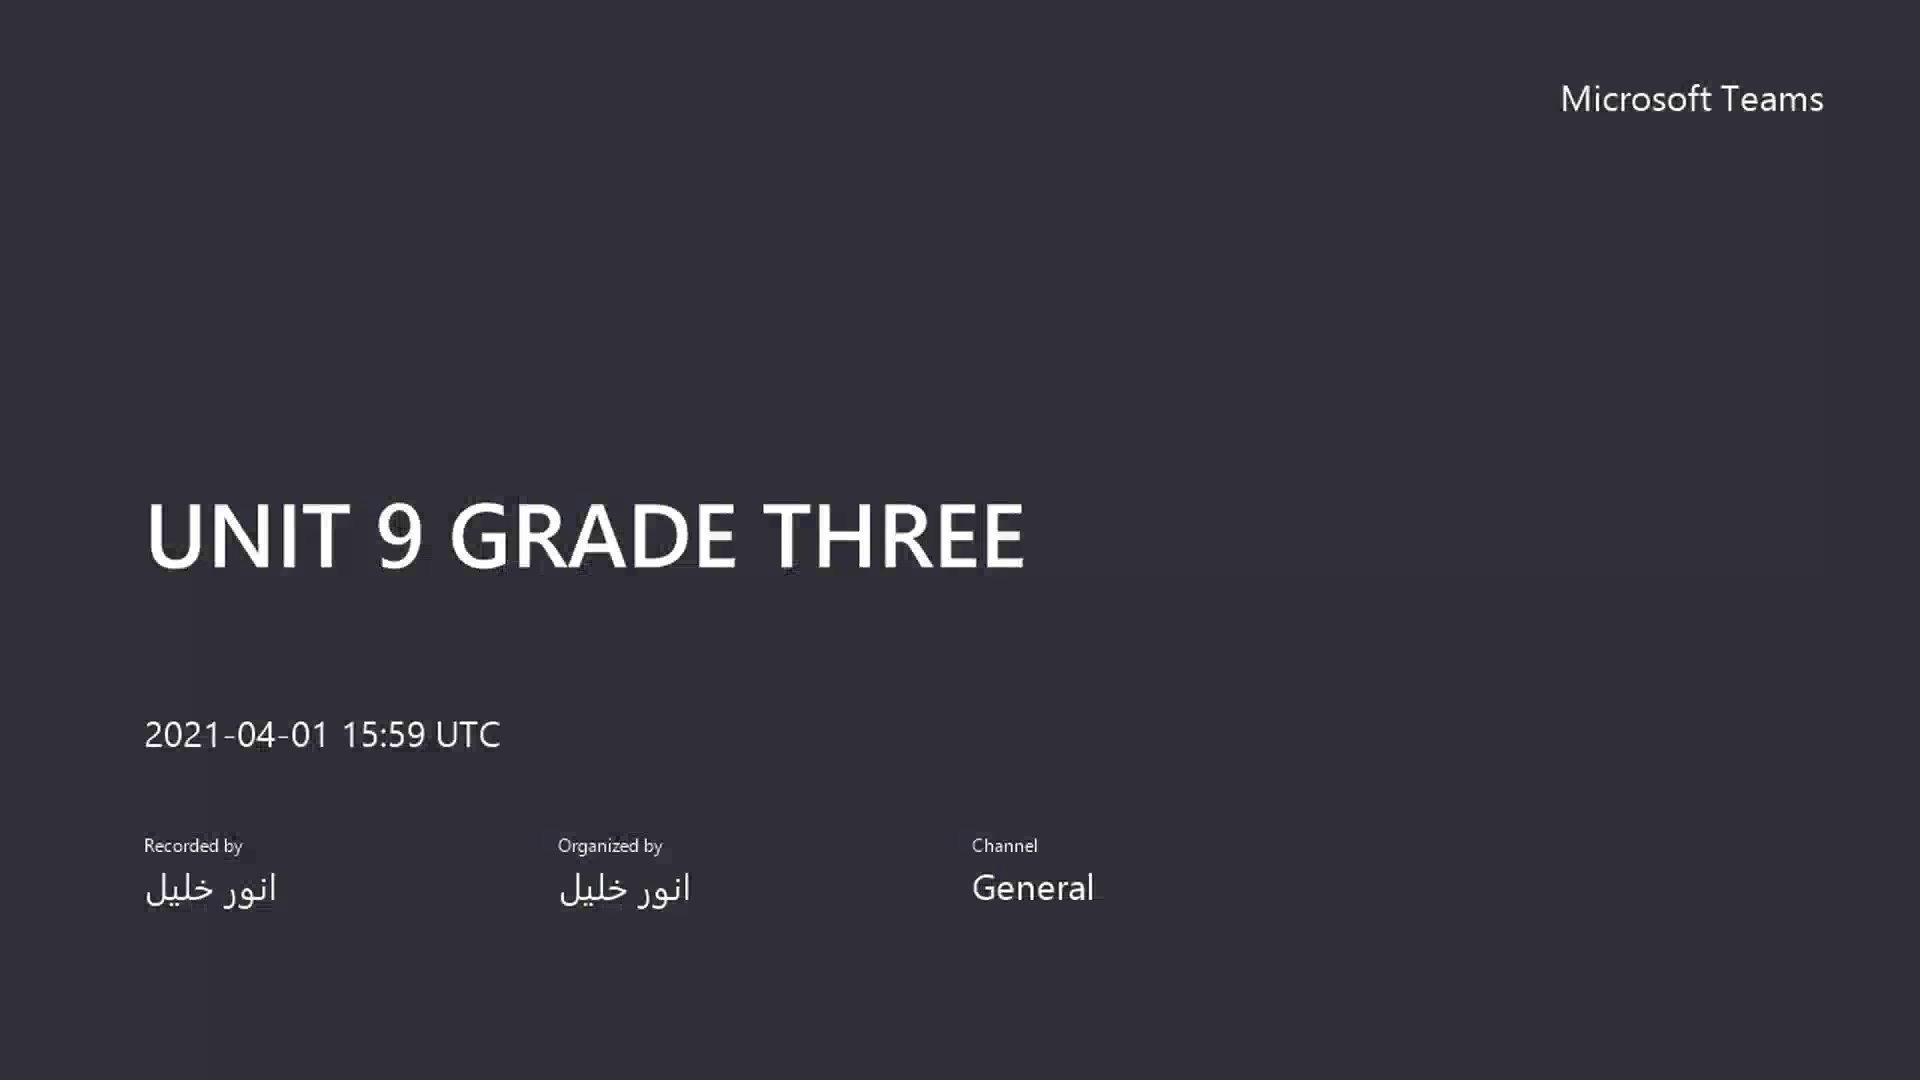 Microsoft Teams
UNIT 9 GRADE THREE
2021-04-01 15:59 UTC
Recorded by
انور خليل
Organized by
انور خليل
Channel
General